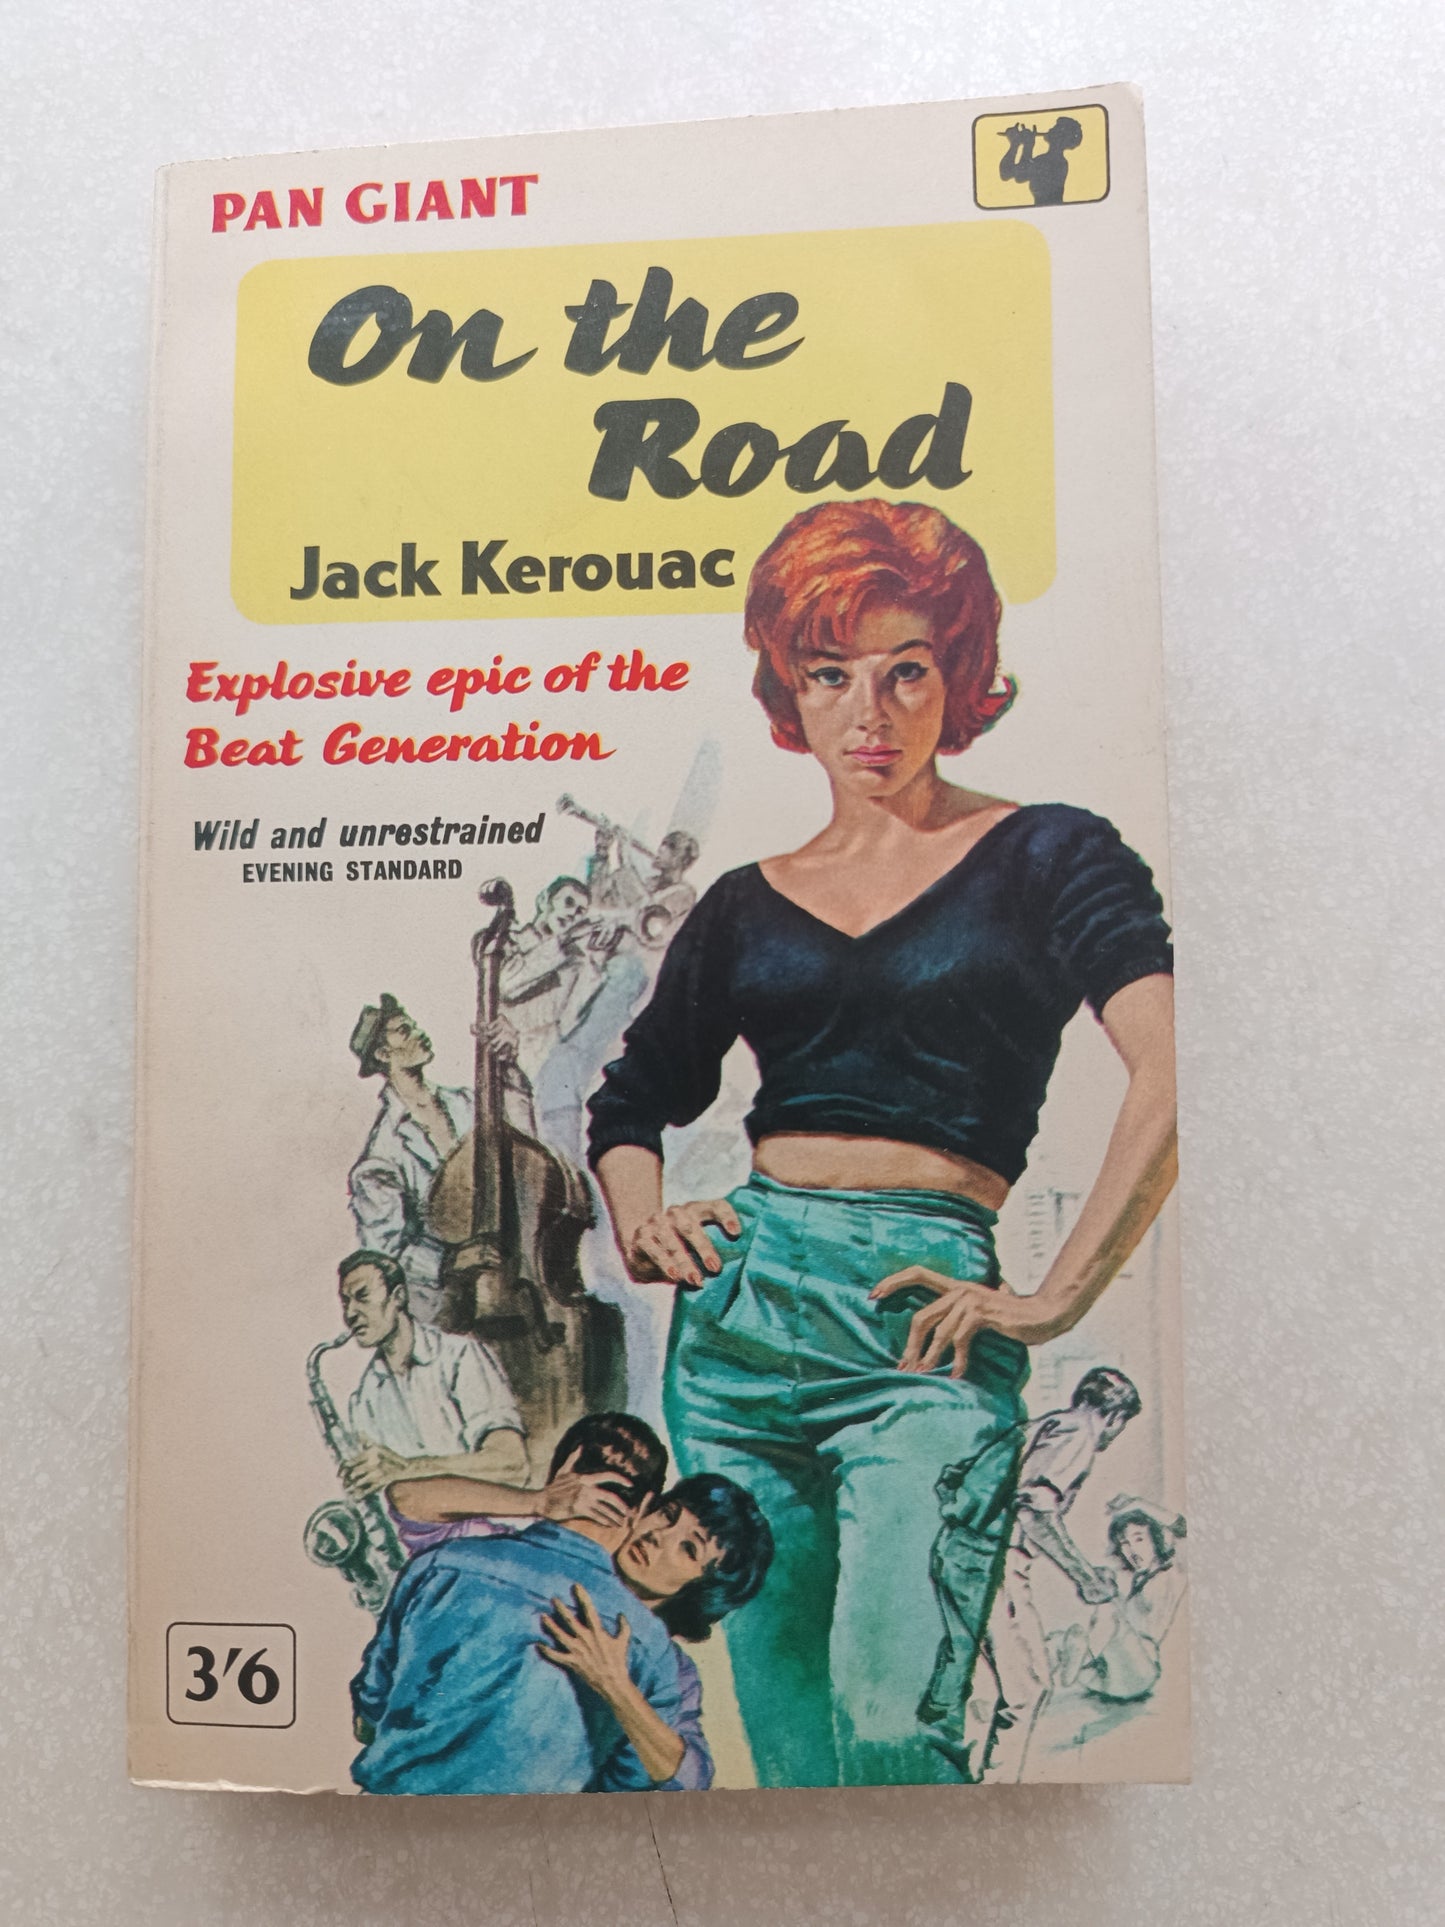 PAN GIANT
On the
Road
Jack Kerouac
Explosive epic of the
Beat Generation
Wild and unrestrained
EVENING STANDARD
3'6